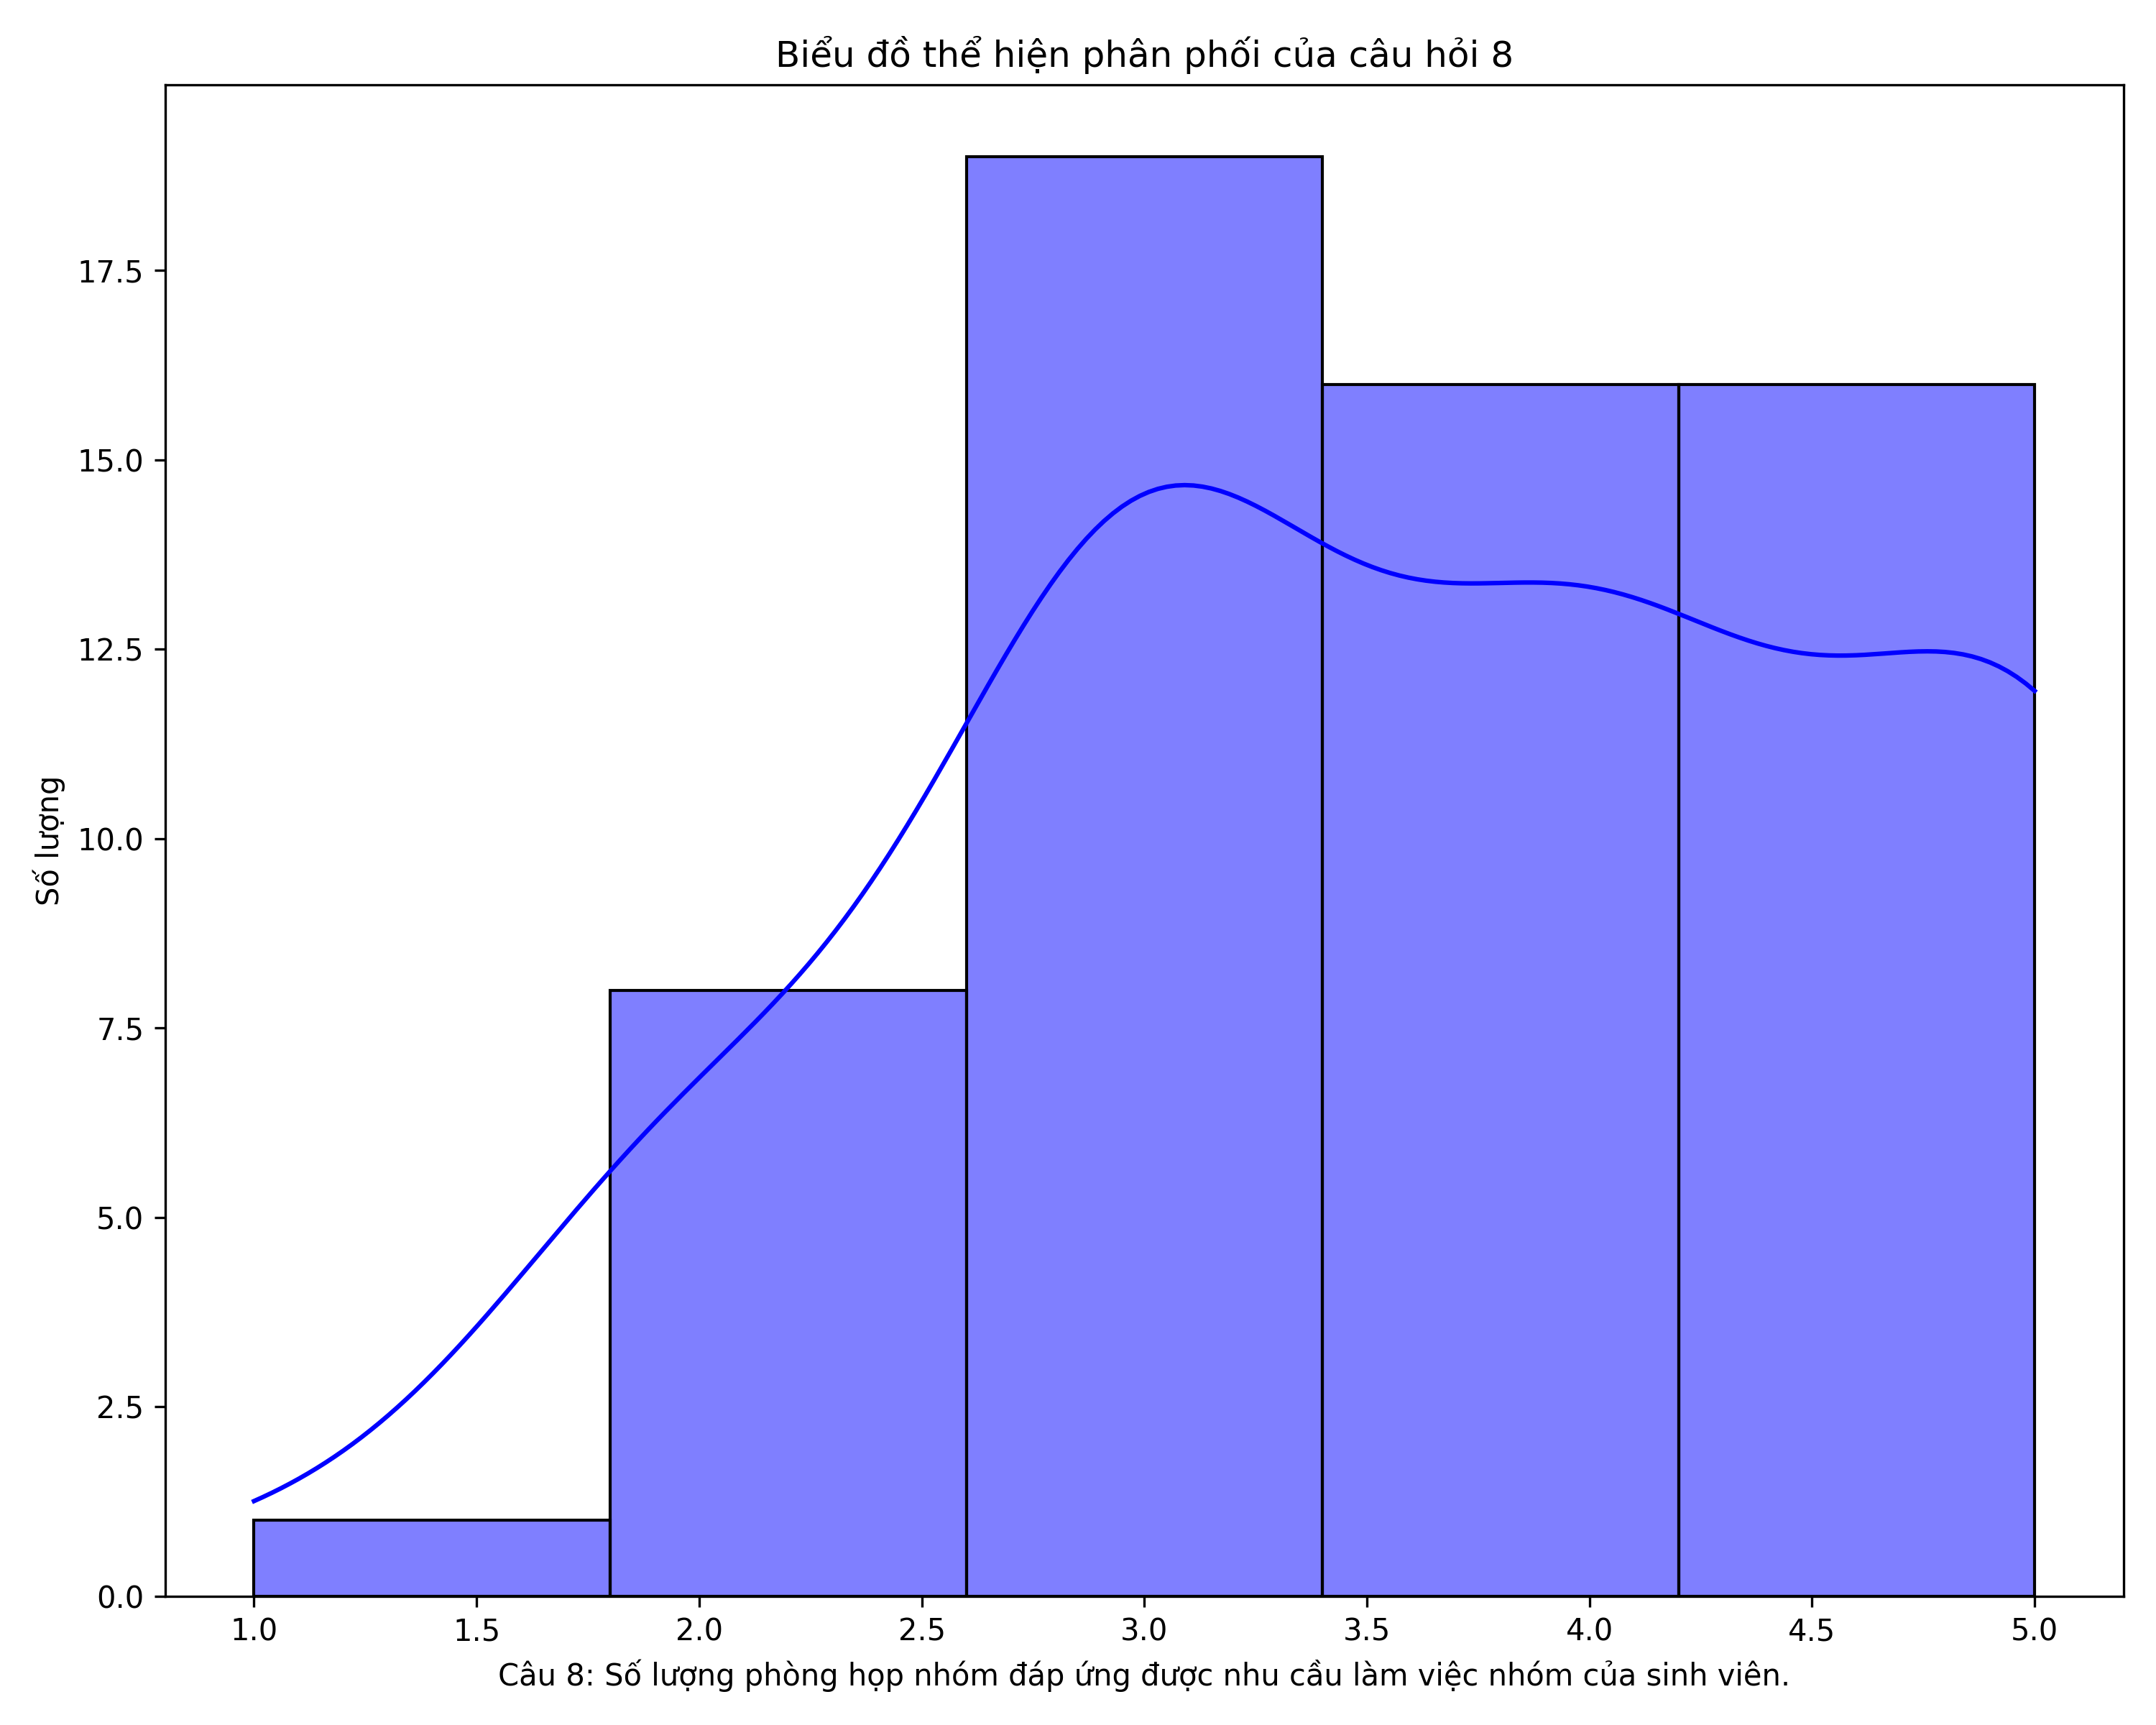 Biểu đồ thể hiện phân phối của câu hỏi 8
Số lượng
17.5
15.0
12.5
10.0
7.5
5.0
2.5
0.0
1.0 1.5 2.0 2.5 3.0 3.5 4.0 4.5 5.0
Câu 8: Số lượng phòng họp nhóm đáp ứng được nhu cầu làm việc nhóm của sinh viên.